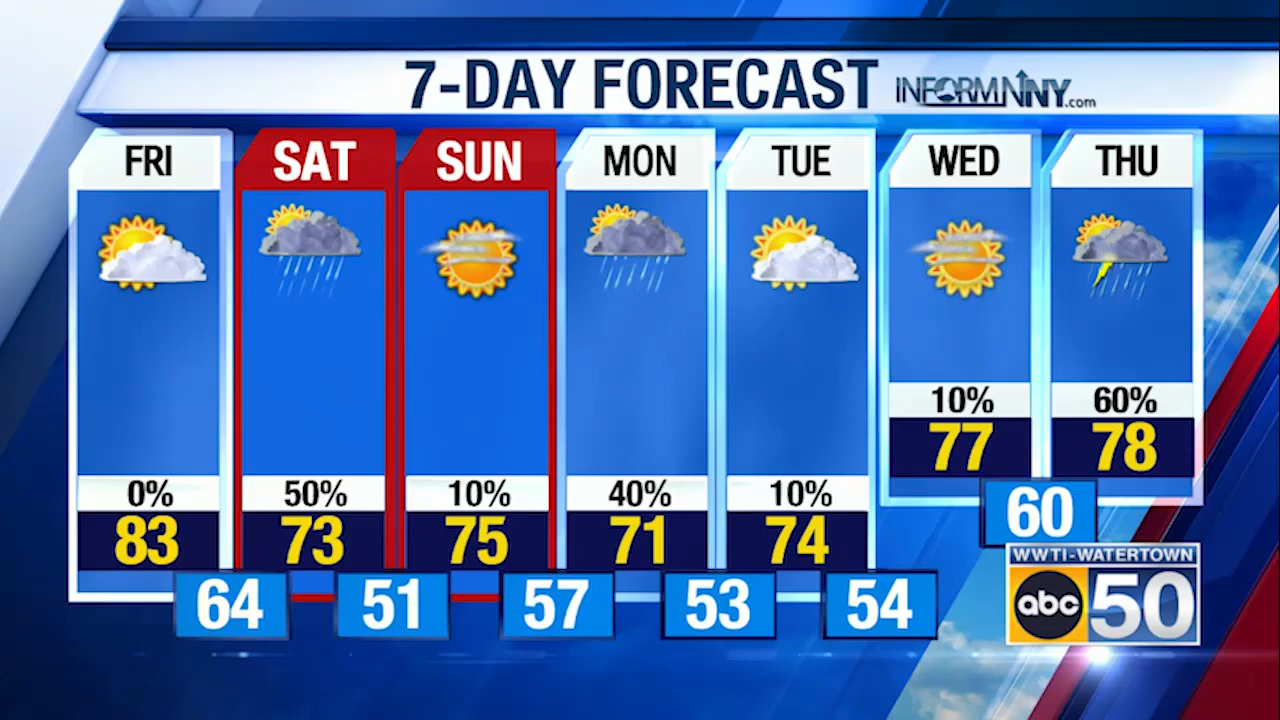 7-DAY FORECAST INFORMNNY.com
FRI SAT SUN MON TUE WED THU
10% 60%
77 78
0% 50% 10% 40% 10%
83 73 75 71 74
60
WWTI-WATERTOWN
abc 50
64 51 57 53 54